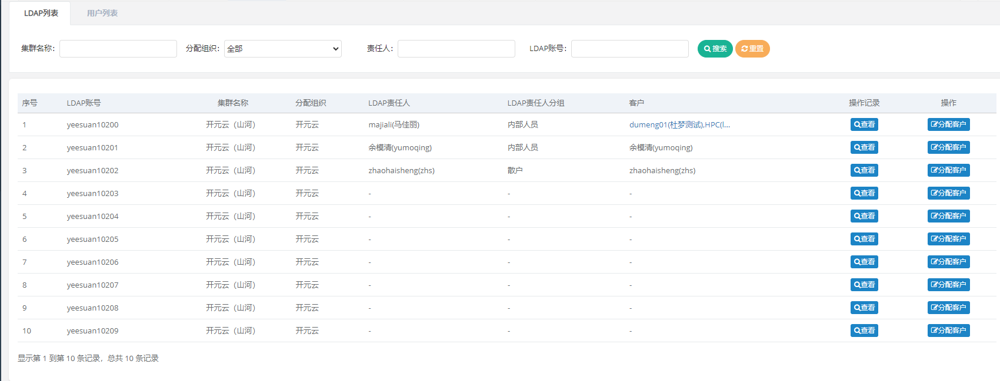 LDAP列表 用户列表
集群名称： 分配组织： 全部 责任人： LDAP账号： 搜索 重置
序号 LDAP账号 集群名称 分配组织 LDAP责任人 LDAP责任人分组 客户 操作记录 操作
1 yeesuan10200 开元云（山河） 开元云 majiali(马佳丽) 内部人员 dumeng01(杜梦测试),HPC(l... 查看 分配客户
2 yeesuan10201 开元云（山河） 开元云 余模清(yumoqing) 内部人员 余模清(yumoqing) 查看 分配客户
3 yeesuan10202 开元云（山河） 开元云 zhaohaisheng(zhs) 散户 zhaohaisheng(zhs) 查看 分配客户
4 yeesuan10203 开元云（山河） 开元云 - - - 查看 分配客户
5 yeesuan10204 开元云（山河） 开元云 - - - 查看 分配客户
6 yeesuan10205 开元云（山河） 开元云 - - - 查看 分配客户
7 yeesuan10206 开元云（山河） 开元云 - - - 查看 分配客户
8 yeesuan10207 开元云（山河） 开元云 - - - 查看 分配客户
9 yeesuan10208 开元云（山河） 开元云 - - - 查看 分配客户
10 yeesuan10209 开元云（山河） 开元云 - - - 查看 分配客户
显示第 1 到第 10 条记录，总共 10 条记录